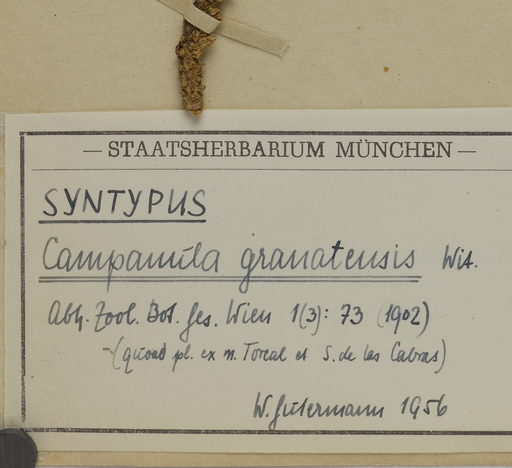 — STAATSHERBARIUM MÜNCHEN —
SYNTYPUS
Campanula granatensis Wit.
Abh. Zool. Bot. Ges. Wien 1(3): 73 (1902)
(quoad pl. ex m. Toreal et S. de las Cabras)
W. Gutermann 1956